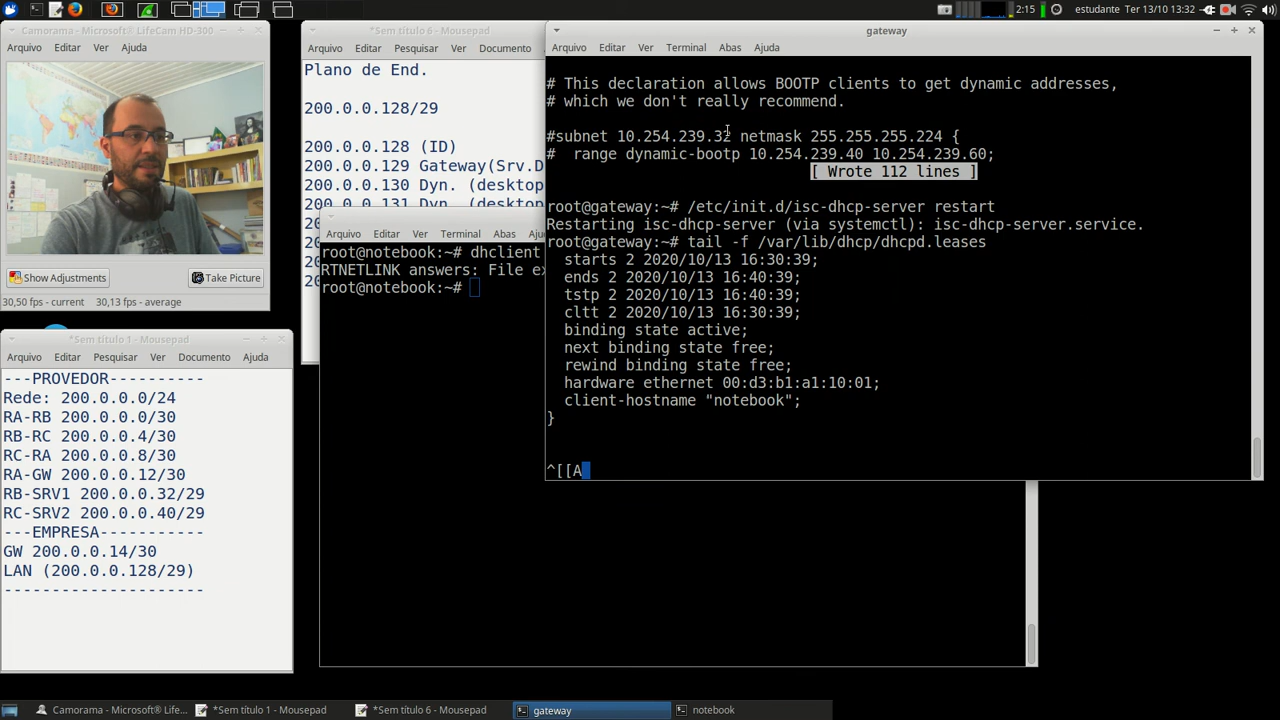 2:15
estudante
Ter 13/10 13:32
Camorama - Microsoft® LifeCam HD-300
Arquivo Editar Ver Ajuda
Show Adjustments
Take Picture
30,50 fps - current
30,13 fps - average
*Sem título 6 - Mousepad
Arquivo Editar Pesquisar Ver Documento
Plano de End.
200.0.0.128/29
200.0.0.128 (ID)
200.0.0.129 Gateway(Srv.D
200.0.0.130 Dyn. (desktop
200.0.0.131 Dyn. (deskto
20
20
20
20
gateway
Arquivo Editar Ver Terminal Abas Ajuda
# This declaration allows BOOTP clients to get dynamic addresses,
# which we don't really recommend.
#subnet 10.254.239.32 netmask 255.255.255.224 {
#  range dynamic-bootp 10.254.239.40 10.254.239.60;
[ Wrote 112 lines ]
root@gateway:~# /etc/init.d/isc-dhcp-server restart
Restarting isc-dhcp-server (via systemctl): isc-dhcp-server.service.
root@gateway:~# tail -f /var/lib/dhcp/dhcpd.leases
  starts 2 2020/10/13 16:30:39;
  ends 2 2020/10/13 16:40:39;
  tstp 2 2020/10/13 16:40:39;
  cltt 2 2020/10/13 16:30:39;
  binding state active;
  next binding state free;
  rewind binding state free;
  hardware ethernet 00:d3:b1:a1:10:01;
  client-hostname "notebook";
}
^[[A
Arquivo Editar Ver Terminal Abas
root@notebook:~# dhclient
RTNETLINK answers: File ex
root@notebook:~#
*Sem título 1 - Mousepad
Arquivo Editar Pesquisar Ver Documento Ajuda
---PROVEDOR----------
Rede: 200.0.0.0/24
RA-RB 200.0.0.0/30
RB-RC 200.0.0.4/30
RC-RA 200.0.0.8/30
RA-GW 200.0.0.12/30
RB-SRV1 200.0.0.32/29
RC-SRV2 200.0.0.40/29
---EMPRESA-----------
GW 200.0.0.14/30
LAN (200.0.0.128/29)
---------------------
Camorama - Microsoft® LifeC...
*Sem título 1 - Mousepad
*Sem título 6 - Mousepad
gateway
notebook